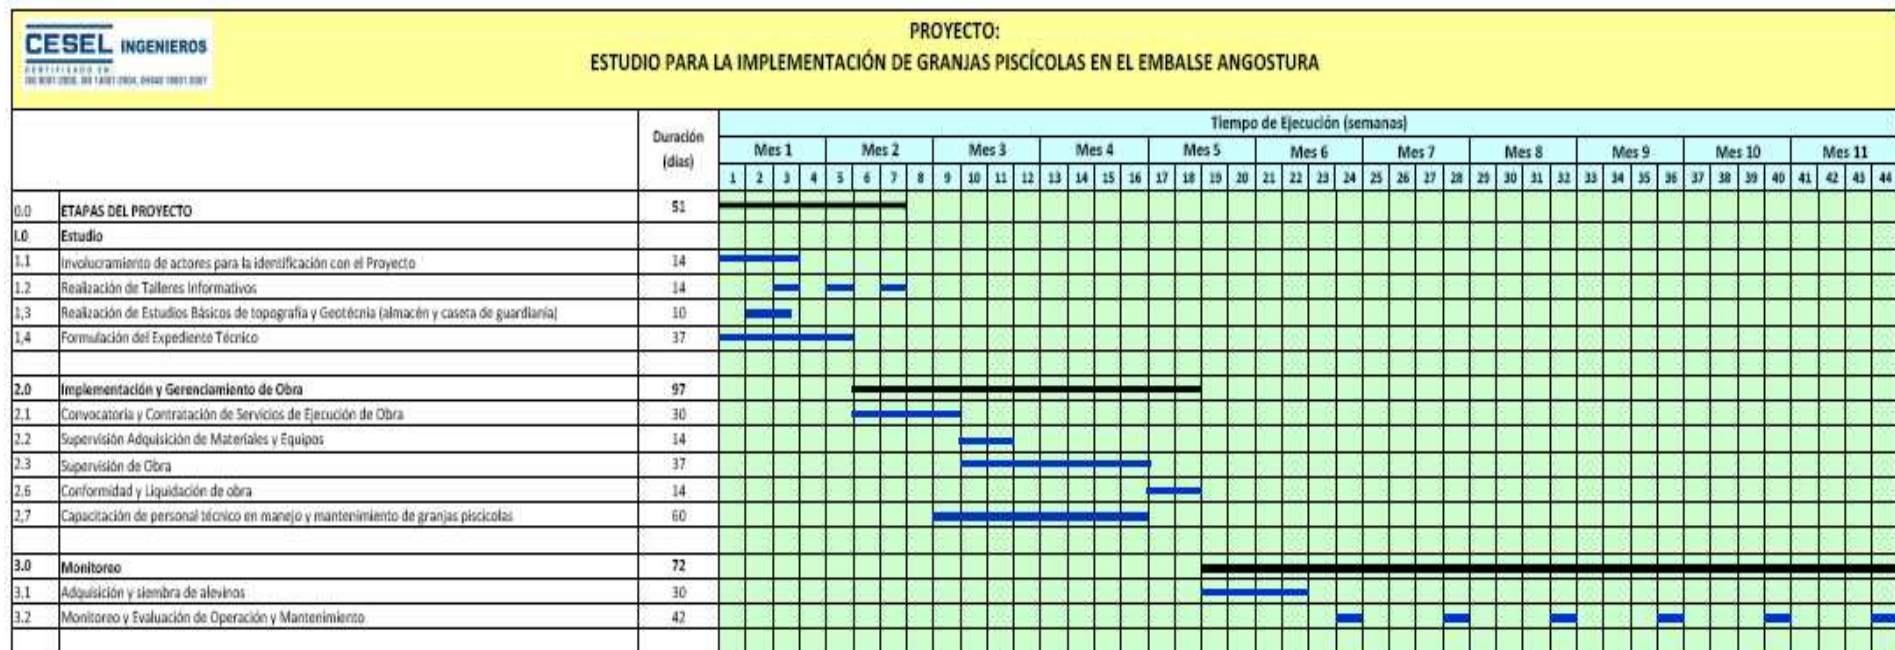 PROYECTO:
CESEL INGENIEROS
ESTUDIO PARA LA IMPLEMENTACIÓN DE GRANJAS PISCÍCOLAS EN EL EMBALSE ANGOSTURA
Duración (días)
Tiempo de Ejecución (semanas)
Mes 1 Mes 2 Mes 3 Mes 4 Mes 5 Mes 6 Mes 7 Mes 8 Mes 9 Mes 10 Mes 11
1 2 3 4 5 6 7 8 9 10 11 12 13 14 15 16 17 18 19 20 21 22 23 24 25 26 27 28 29 30 31 32 33 34 35 36 37 38 39 40 41 42 43 44
0.0 ETAPAS DEL PROYECTO 51
1.0 Estudio
1.1 Involucramiento de actores para la identificación con el Proyecto 14
1.2 Realización de Talleres Informativos 14
1,3 Realización de Estudios Básicos de topografía y Geotécnia (almacén y caseta de guardianía) 10
1,4 Formulación del Expediente Técnico 37
2.0 Implementación y Gerenciamiento de Obra 97
2.1 Convocatoria y Contratación de Servicios de Ejecución de Obra 30
2.2 Supervisión Adquisición de Materiales y Equipos 14
2.3 Supervisión de Obra 37
2.6 Conformidad y Liquidación de obra 14
2,7 Capacitación de personal técnico en manejo y mantenimiento de granjas piscicolas 60
3.0 Monitoreo 72
3.1 Adquisición y siembra de alevinos 30
3.2 Monitoreo y Evaluación de Operación y Mantenimiento 42